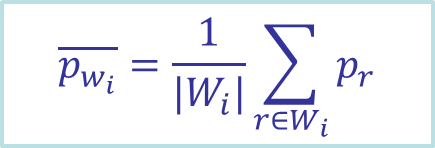 $\overline{p_{w_i}} = \frac{1}{|W_i|} \sum_{r \in W_i} p_r$